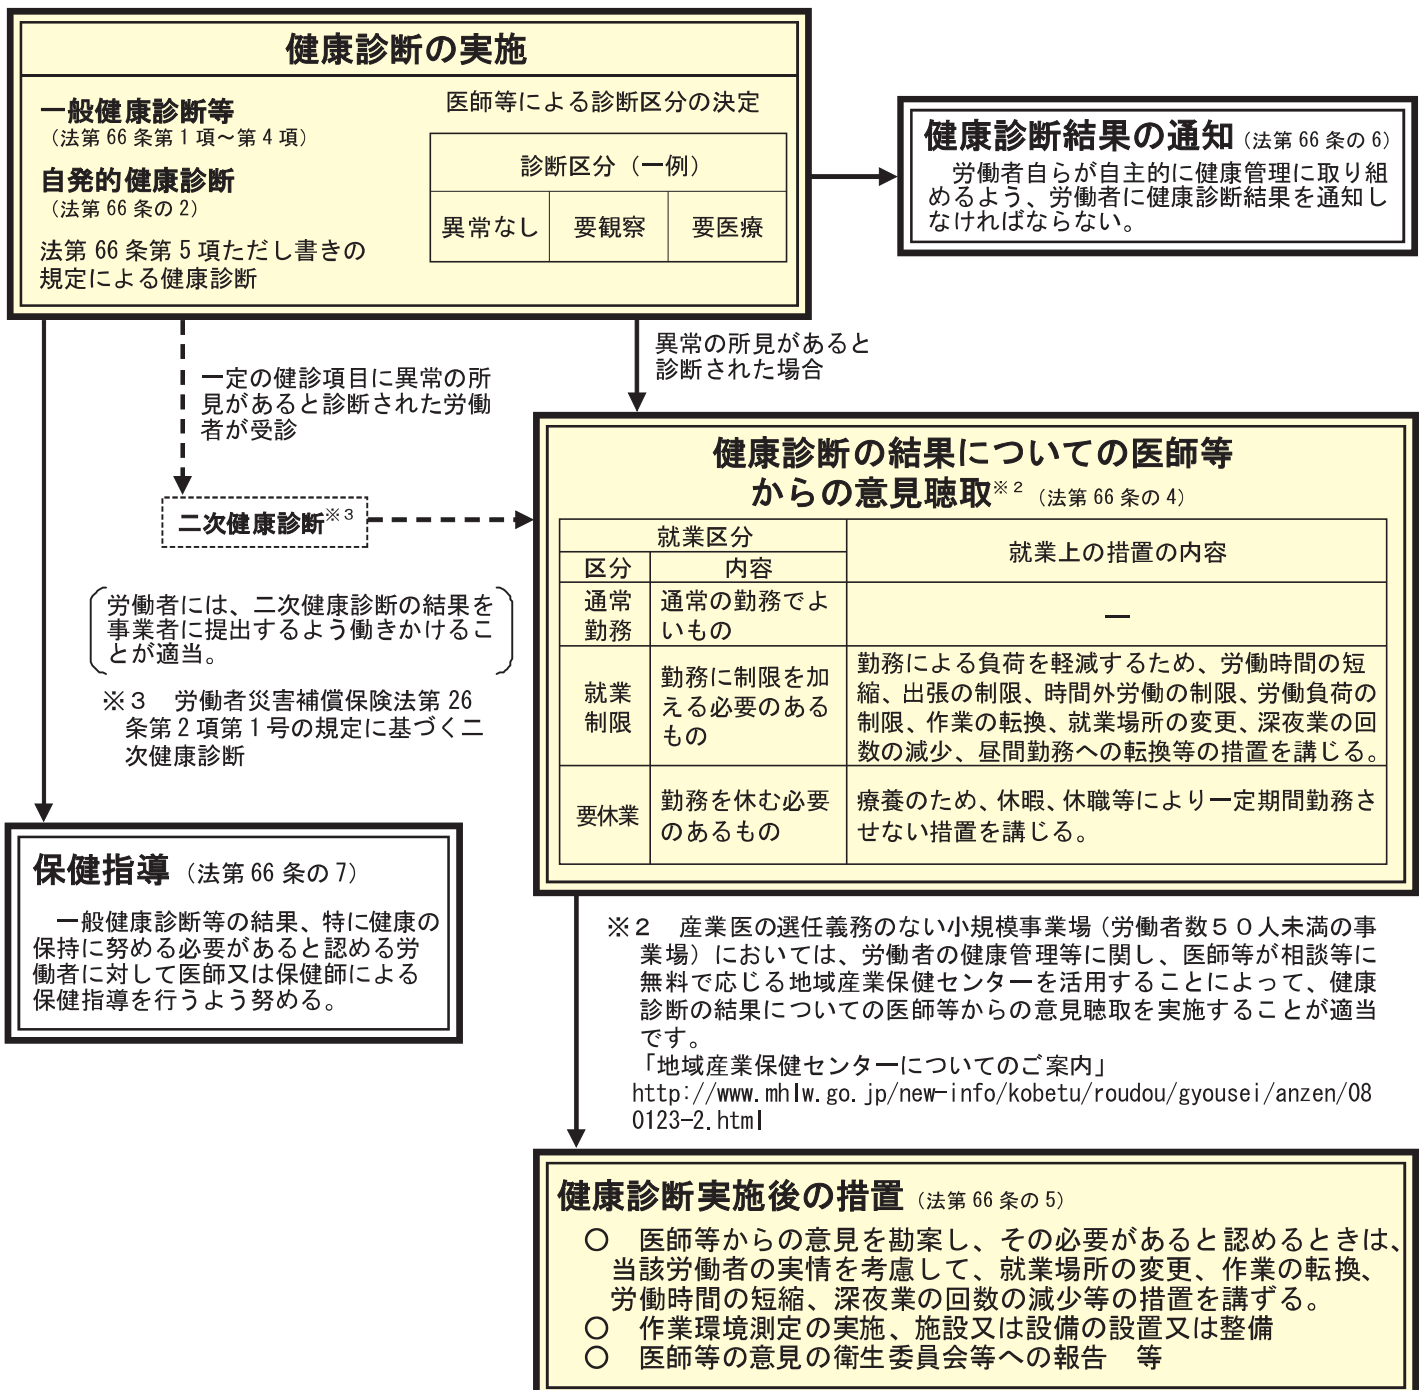 健康診断の実施
一般健康診断等
（法第66条第1項～第4項）
自発的健康診断
（法第66条の2）
法第66条第5項ただし書きの
規定による健康診断
医師等による診断区分の決定
診断区分（一例）
異常なし 要観察 要医療
健康診断結果の通知（法第66条の6）
労働者自らが自主的に健康管理に取り組
めるよう、労働者に健康診断結果を通知し
なければならない。
異常の所見があると
診断された場合
一定の健診項目に異常の所
見があると診断された労働
者が受診
二次健康診断※3
労働者には、二次健康診断の結果を
事業者に提出するよう働きかけるこ
とが適当。
※３　労働者災害補償保険法第26
条第2項第1号の規定に基づく二
次健康診断
健康診断の結果についての医師等
からの意見聴取※2（法第66条の4）
就業区分 就業上の措置の内容
区分 内容
通常
勤務
通常の勤務でよ
いもの
―
就業
制限
勤務に制限を加
える必要のある
もの
勤務による負荷を軽減するため、労働時間の短
縮、出張の制限、時間外労働の制限、労働負荷の
制限、作業の転換、就業場所の変更、深夜業の回
数の減少、昼間勤務への転換等の措置を講じる。
要休業
勤務を休む必要
のあるもの
療養のため、休暇、休職等により一定期間勤務さ
せない措置を講じる。
保健指導（法第66条の7）
一般健康診断等の結果、特に健康の
保持に努める必要があると認める労
働者に対して医師又は保健師による
保健指導を行うよう努める。
※２　産業医の選任義務のない小規模事業場（労働者数５０人未満の事
業場）においては、労働者の健康管理等に関し、医師等が相談等に
無料で応じる地域産業保健センターを活用することによって、健康
診断の結果についての医師等からの意見聴取を実施することが適当
です。
「地域産業保健センターについてのご案内」
http://www.mhlw.go.jp/new-info/kobetu/roudou/gyousei/anzen/08
0123-2.html
健康診断実施後の措置（法第66条の5）
○　医師等からの意見を勘案し、その必要があると認めるときは、
当該労働者の実情を考慮して、就業場所の変更、作業の転換、
労働時間の短縮、深夜業の回数の減少等の措置を講ずる。
○　作業環境測定の実施、施設又は設備の設置又は整備
○　医師等の意見の衛生委員会等への報告　等